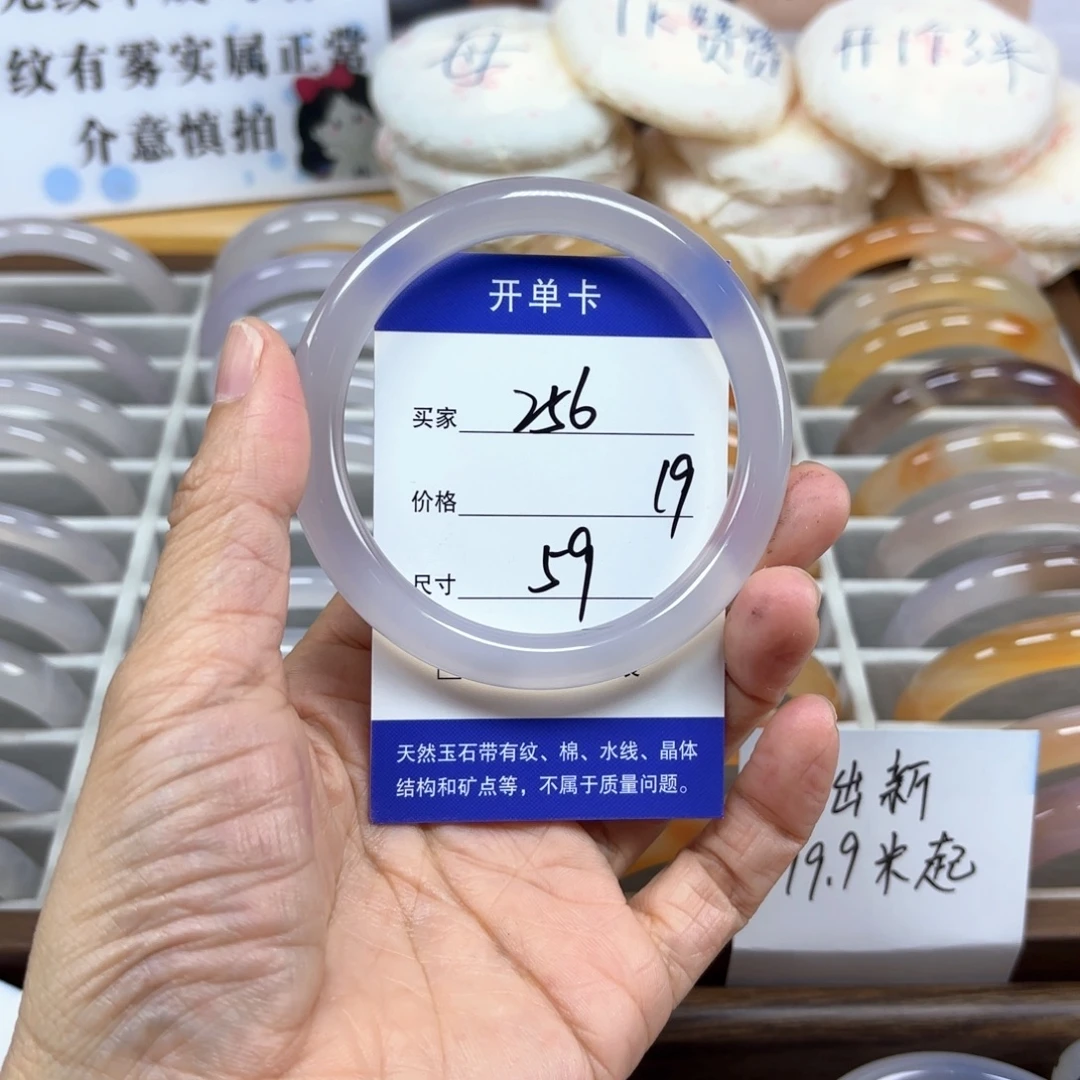 纹有雾实属正常
介意慎拍
开单卡
买家 256
价格 19
尺寸 59
天然玉石带有纹、棉、水线、晶体
结构和矿点等，不属于质量问题。
出新
19.9米起